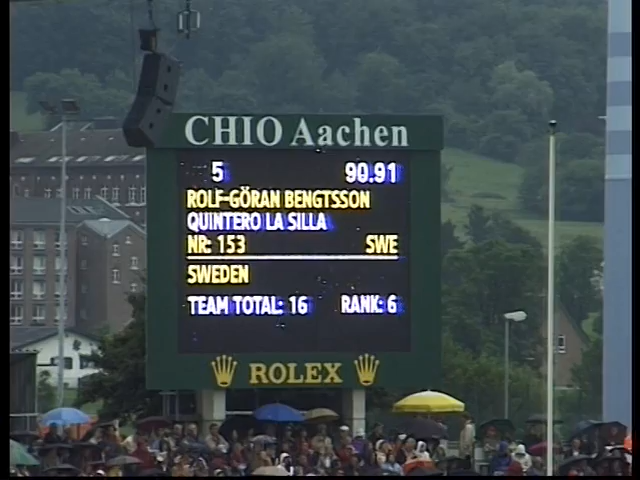 CHIO Aachen
5 90.91
ROLF-GÖRAN BENGTSSON
QUINTERO LA SILLA
NR: 153 SWE
SWEDEN
TEAM TOTAL: 16 RANK: 6
ROLEX